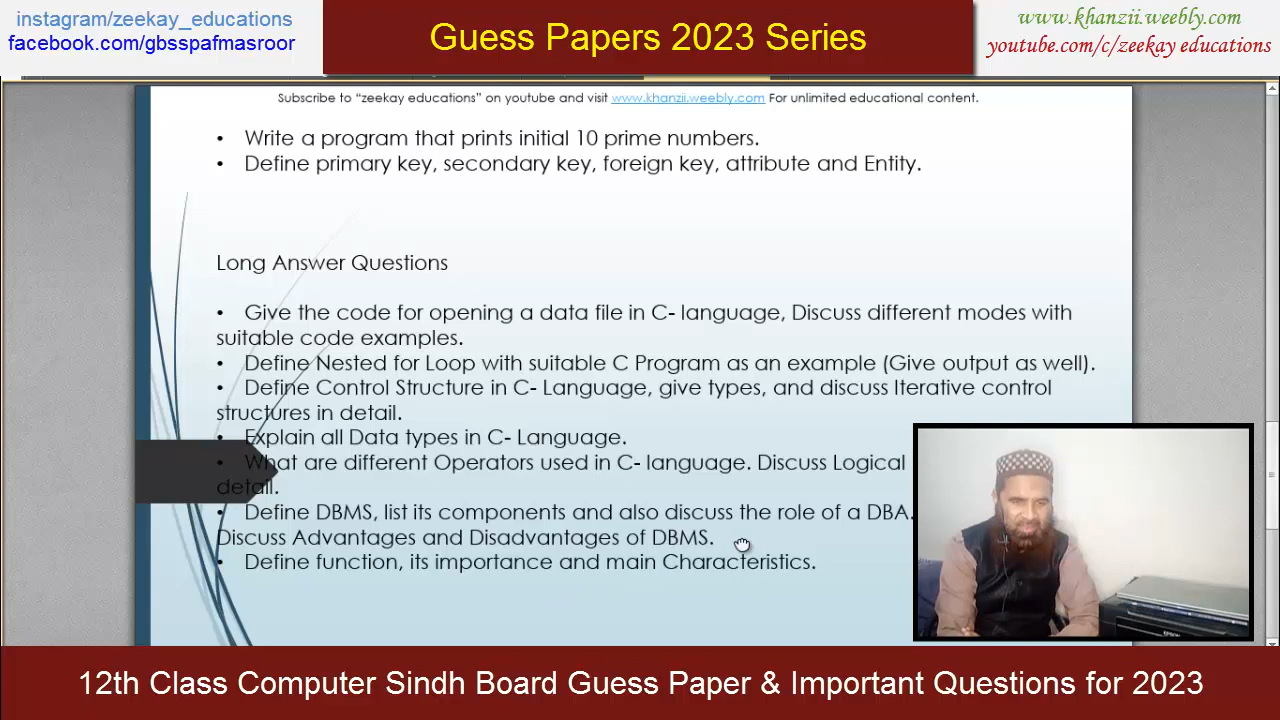 instagram/zeekay_educations
facebook.com/gbsspafmasroor
Guess Papers 2023 Series
www.khanzii.weebly.com
youtube.com/c/zeekay educations
Subscribe to “zeekay educations” on youtube and visit www.khanzii.weebly.com For unlimited educational content.
• Write a program that prints initial 10 prime numbers.
• Define primary key, secondary key, foreign key, attribute and Entity.
Long Answer Questions
• Give the code for opening a data file in C- language, Discuss different modes with
suitable code examples.
• Define Nested for Loop with suitable C Program as an example (Give output as well).
• Define Control Structure in C- Language, give types, and discuss Iterative control
structures in detail.
• Explain all Data types in C- Language.
• What are different Operators used in C- language. Discuss Logical
detail.
• Define DBMS, list its components and also discuss the role of a DBA.
Discuss Advantages and Disadvantages of DBMS.
• Define function, its importance and main Characteristics.
EPSON
12th Class Computer Sindh Board Guess Paper & Important Questions for 2023